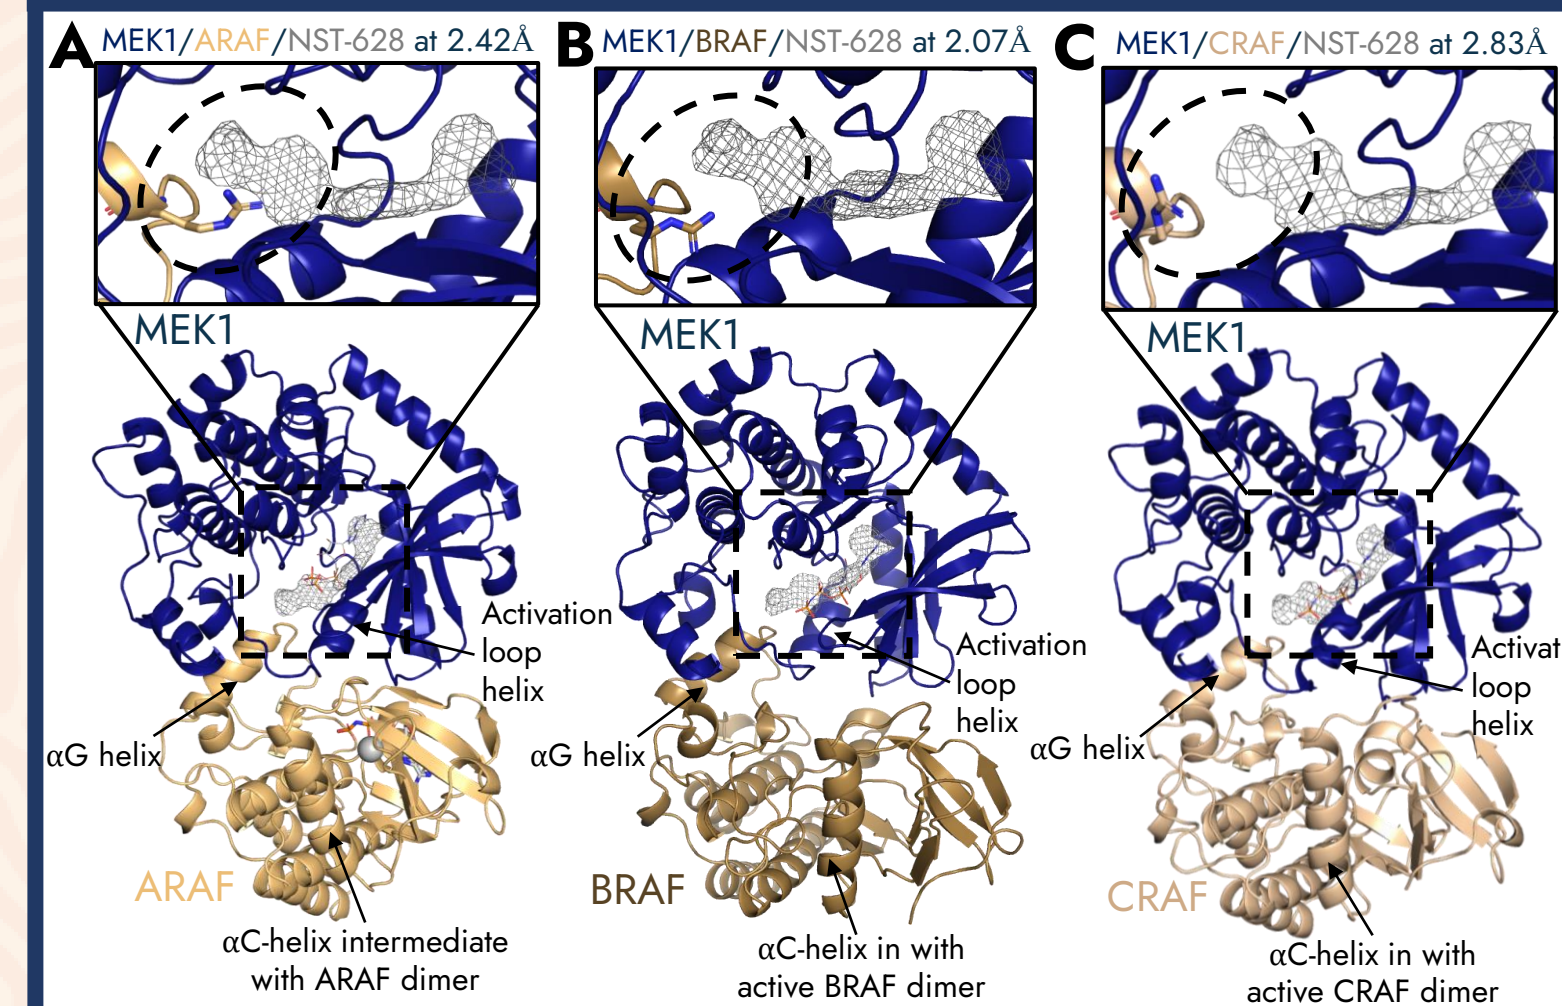 A MEK1/ARAF/NST-628 at 2.42Å
MEK1
Activation
loop
helix
αG helix
ARAF
αC-helix intermediate
with ARAF dimer
B MEK1/BRAF/NST-628 at 2.07Å
MEK1
Activation
loop
helix
αG helix
BRAF
αC-helix in with
active BRAF dimer
C MEK1/CRAF/NST-628 at 2.83Å
MEK1
Activat
loop
helix
αG helix
CRAF
αC-helix in with
active CRAF dimer